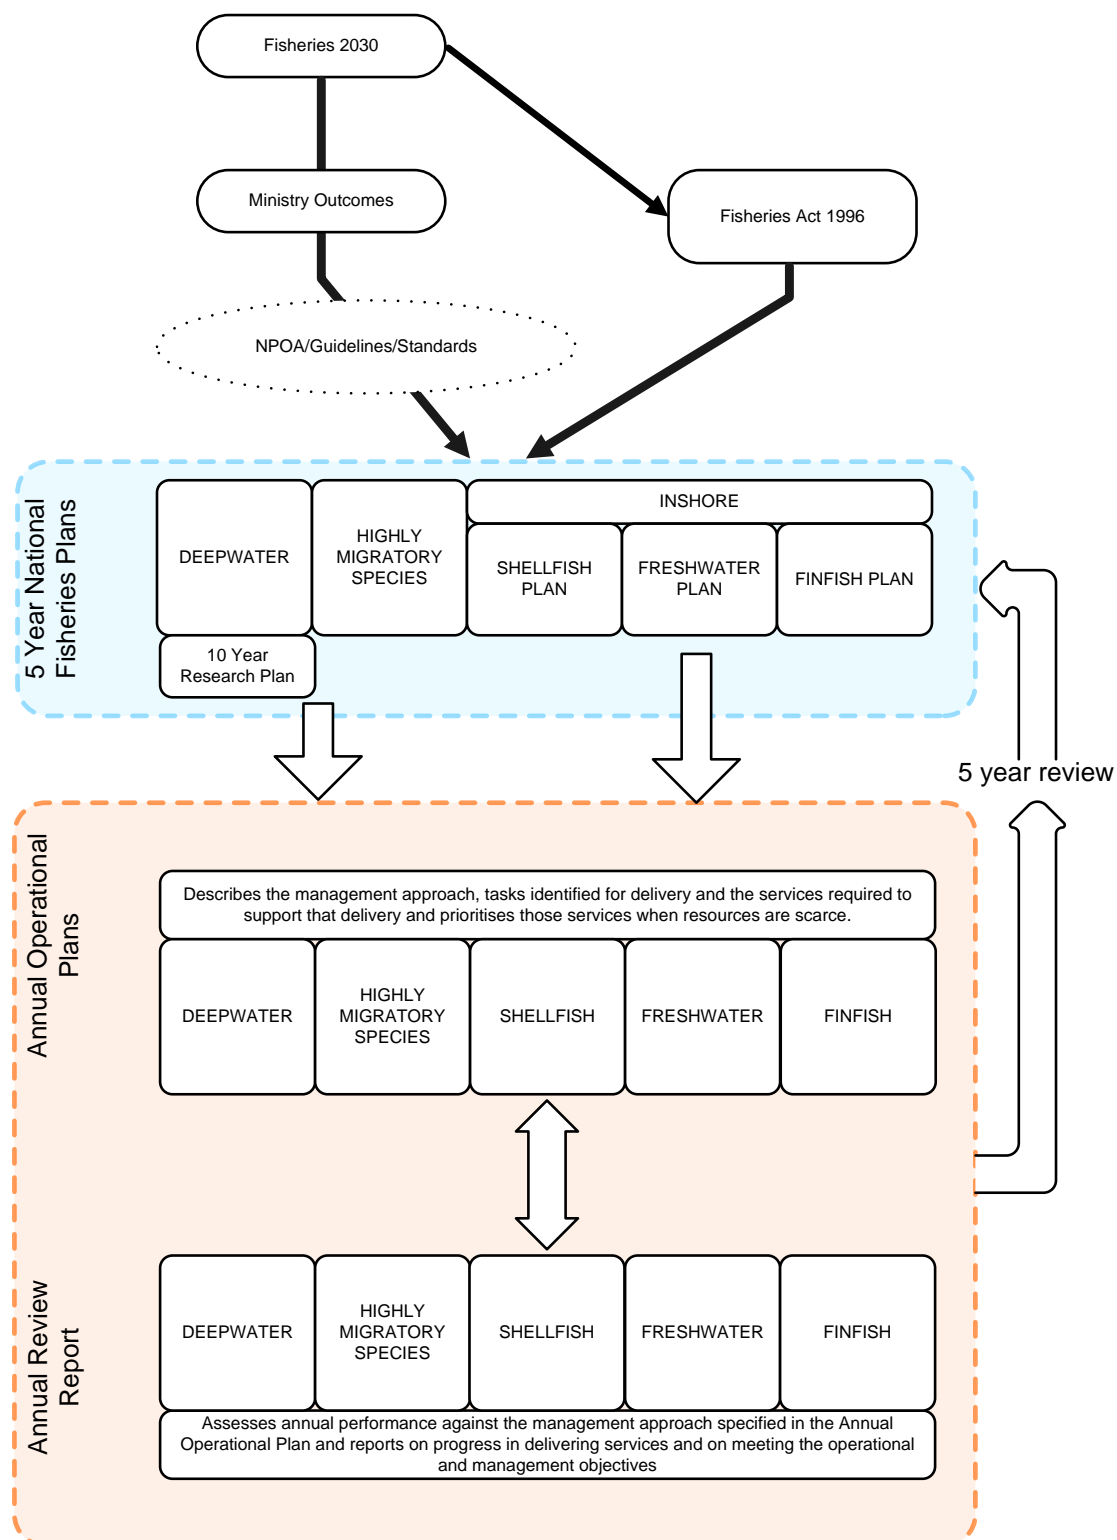 Fisheries 2030
Ministry Outcomes
Fisheries Act 1996
NPOA/Guidelines/Standards
5 Year National
Fisheries Plans
DEEPWATER
HIGHLY
MIGRATORY
SPECIES
INSHORE
SHELLFISH
PLAN
FRESHWATER
PLAN
FINFISH PLAN
10 Year
Research Plan
5 year review
Annual Operational
Plans
Describes the management approach, tasks identified for delivery and the services required to
support that delivery and prioritises those services when resources are scarce.
DEEPWATER
HIGHLY
MIGRATORY
SPECIES
SHELLFISH
FRESHWATER
FINFISH
Annual Review
Report
DEEPWATER
HIGHLY
MIGRATORY
SPECIES
SHELLFISH
FRESHWATER
FINFISH
Assesses annual performance against the management approach specified in the Annual
Operational Plan and reports on progress in delivering services and on meeting the operational
and management objectives